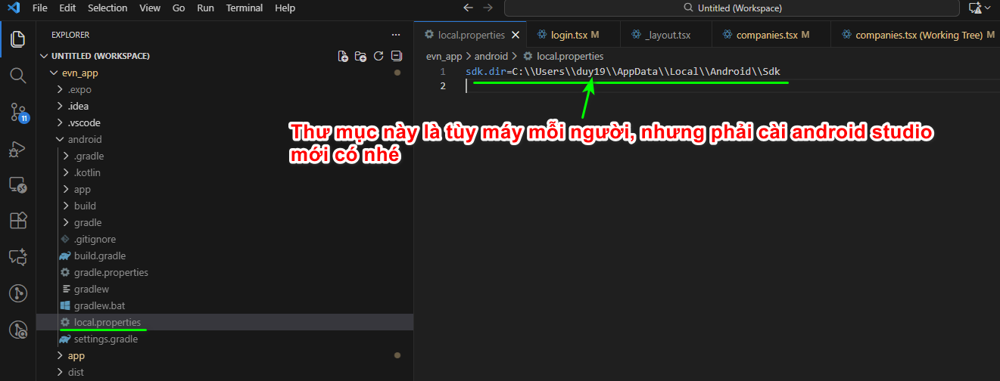 File Edit Selection View Go Run Terminal Help
Untitled (Workspace)
EXPLORER
local.properties
login.tsx M
_layout.tsx
companies.tsx M
companies.tsx (Working Tree) M
UNTITLED (WORKSPACE)
evn_app > android > local.properties
evn_app
1 sdk.dir=C:\\Users\\duy19\\AppData\\Local\\Android\\Sdk
2
.expo
.idea
.vscode
android
.gradle
.kotlin
app
build
gradle
.gitignore
build.gradle
gradle.properties
gradlew
gradlew.bat
local.properties
settings.gradle
app
dist
11
Thư mục này là tùy máy mỗi người, nhưng phải cài android studio
mới có nhé